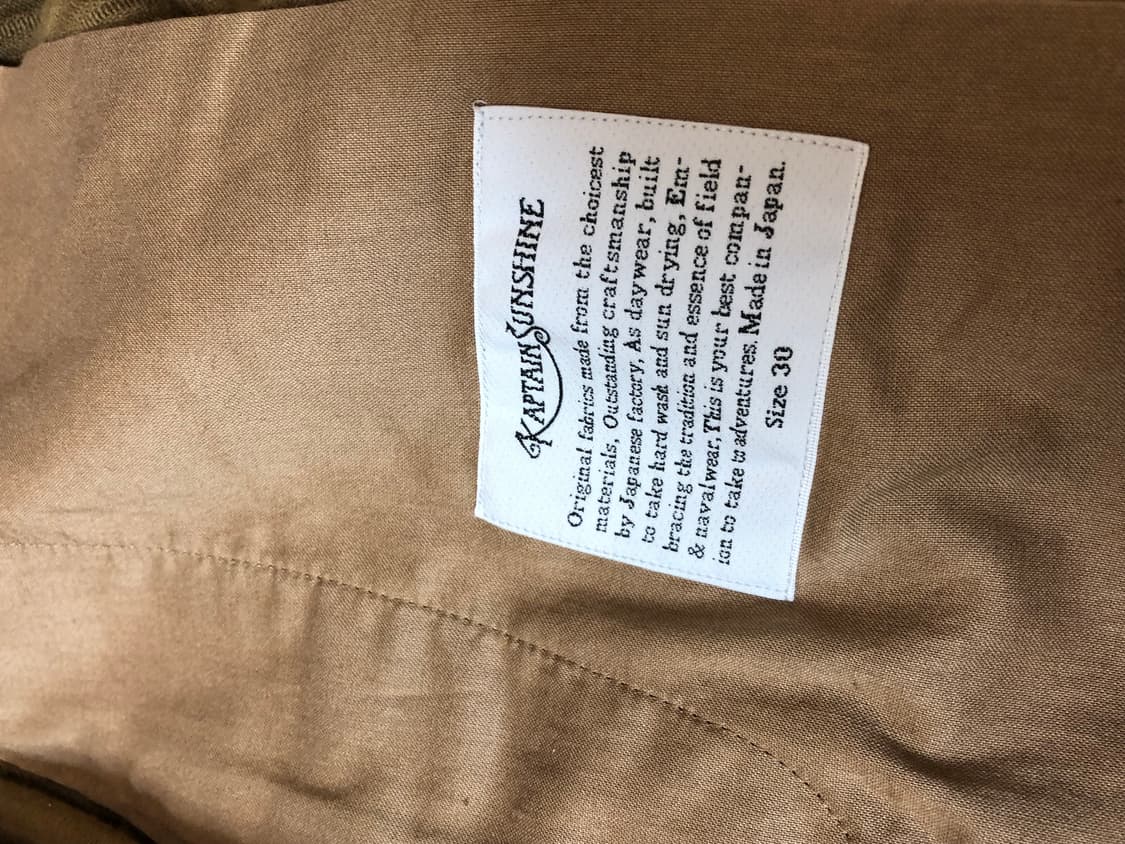 KAPTAIN SUNSHINE
Original fabrics made from the choicest
materials, Outstanding craftsmanship
by Japanese factory, As daywear, built
to take hard wash and sun drying, Em-
bracing the tradition and essence of field
& naval wear, This is your best compan-
ion to take to adventures. Made in Japan.
Size 30